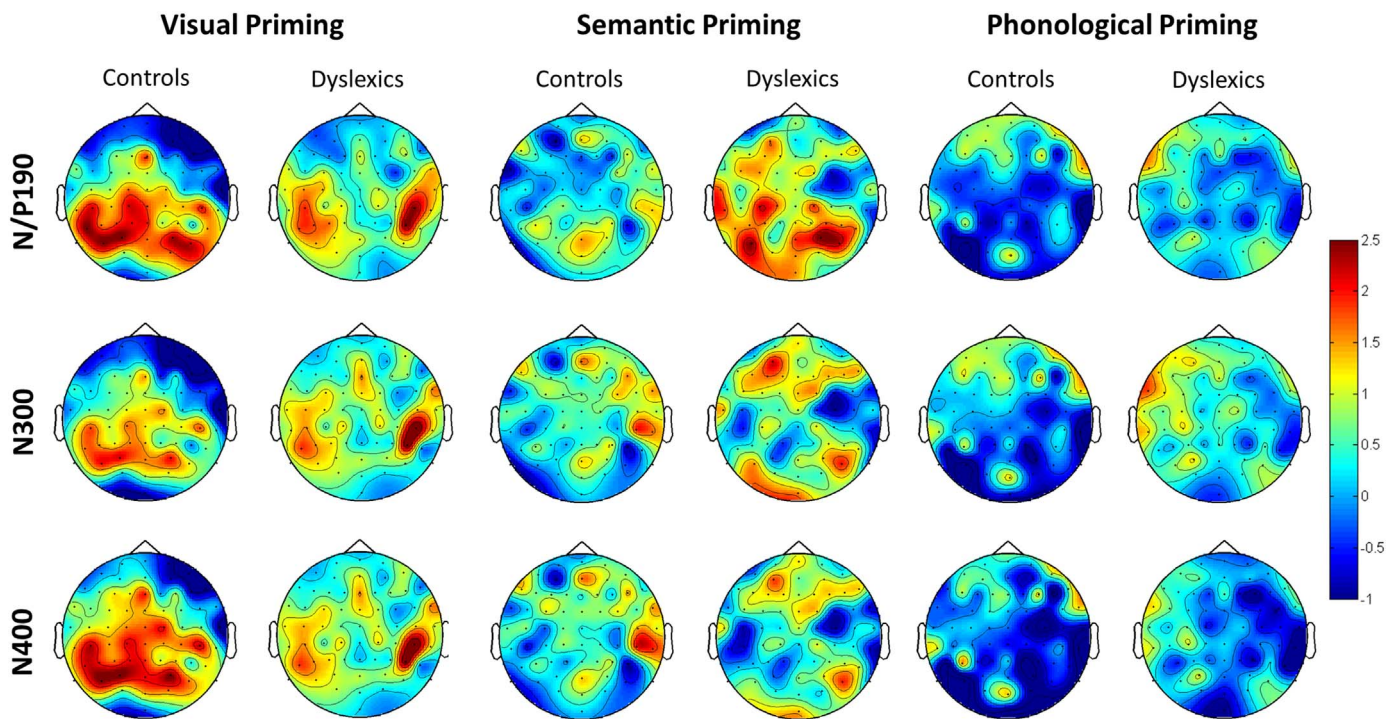 Visual Priming Semantic Priming Phonological Priming
Controls Dyslexics Controls Dyslexics Controls Dyslexics
N/P190
N300
N400
2.5
2
1.5
1
0.5
0
-0.5
-1